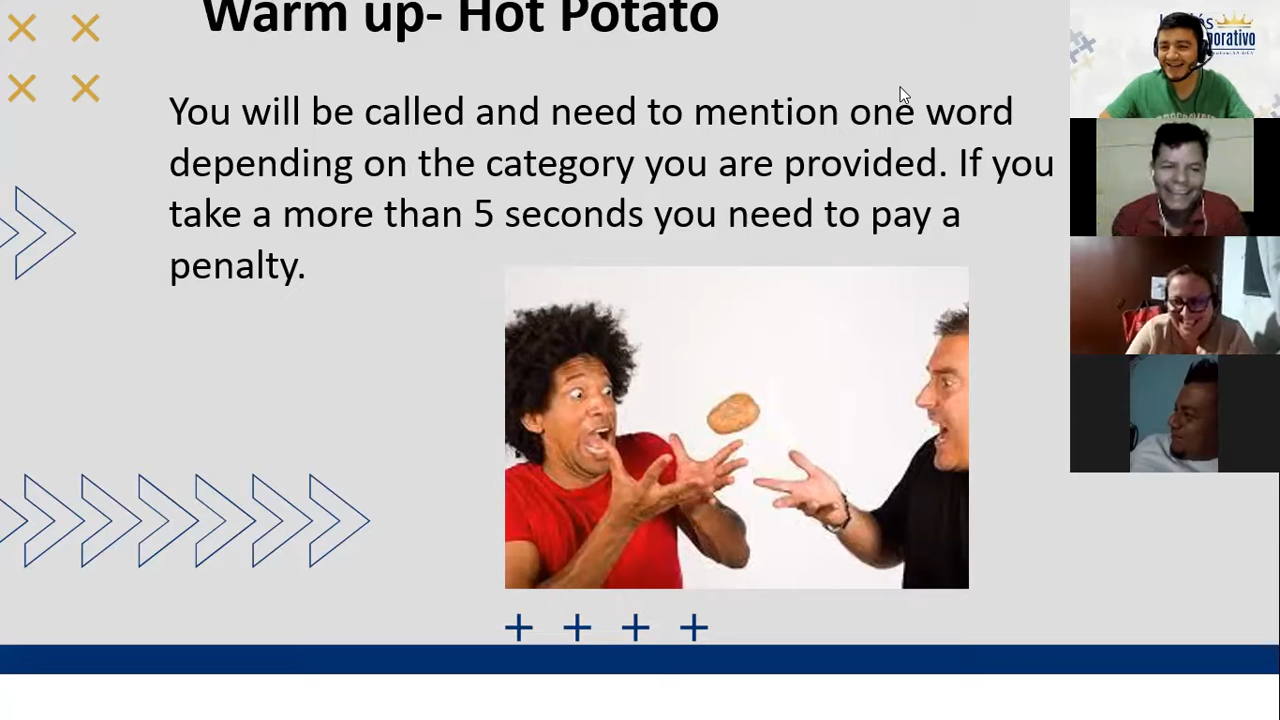 Warm up- Hot Potato
You will be called and need to mention one word
depending on the category you are provided. If you
take a more than 5 seconds you need to pay a
penalty.